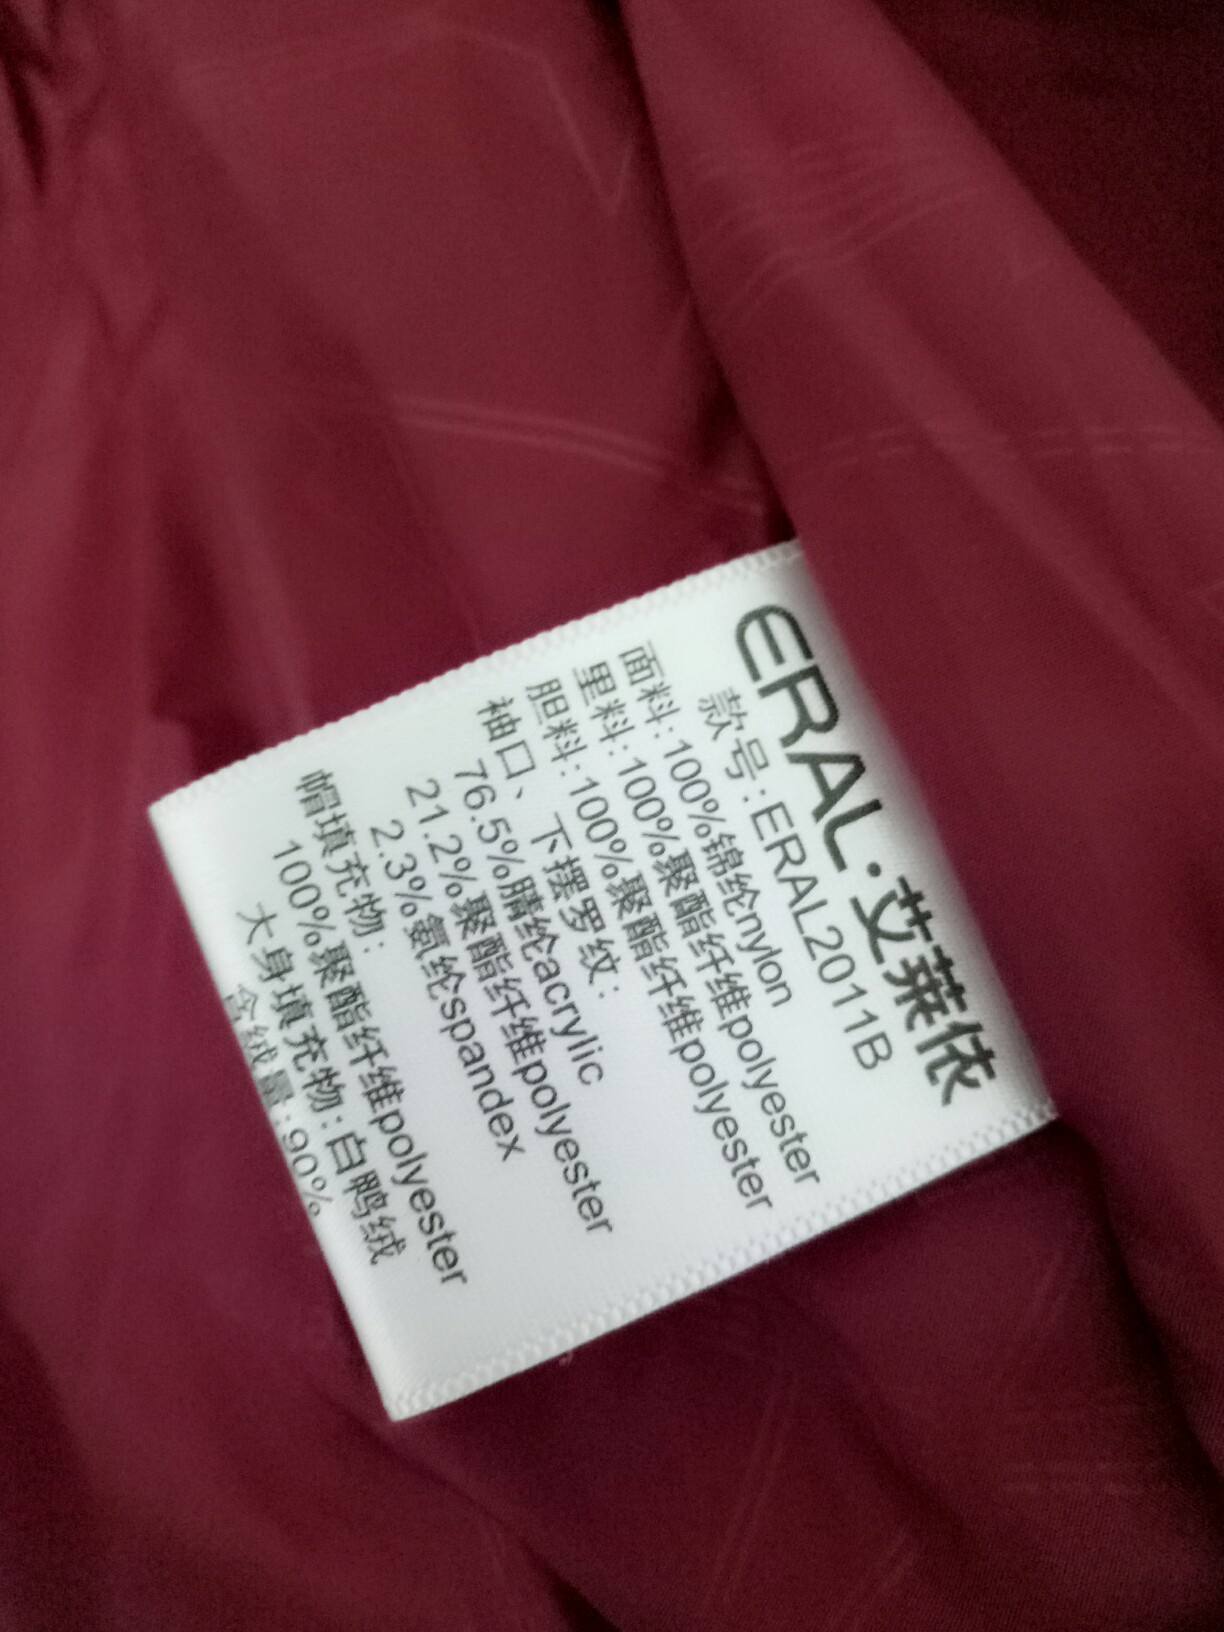 ERAL·艾莱依
款号:ERAL2011B
面料:100%锦纶nylon
里料:100%聚酯纤维polyester
胆料:100%聚酯纤维polyester
袖口、下摆罗纹:
76.5%腈纶acrylic
21.2%聚酯纤维polyester
2.3%氨纶spandex
帽填充物:
100%聚酯纤维polyester
大身填充物:白鸭绒
含绒量:90%